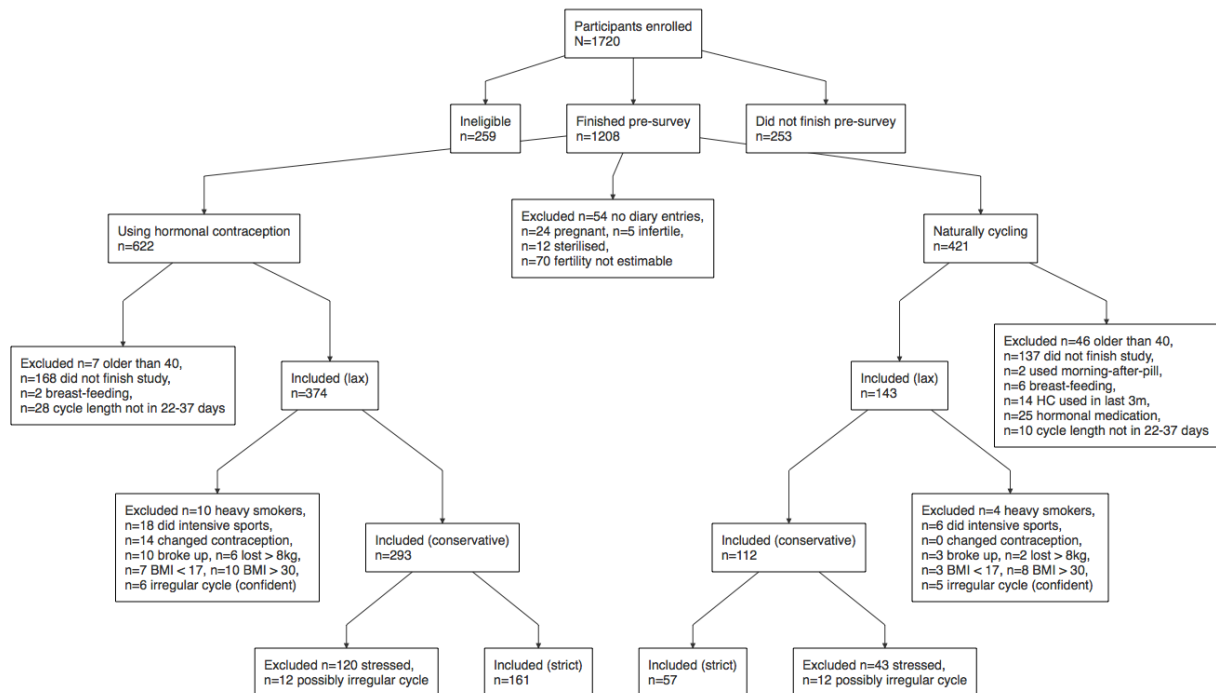 Participants enrolled
N=1720
Ineligible
n=259
Finished pre-survey
n=1208
Did not finish pre-survey
n=253
Using hormonal contraception
n=622
Excluded n=54 no diary entries,
n=24 pregnant, n=5 infertile,
n=12 sterilised,
n=70 fertility not estimable
Naturally cycling
n=421
Excluded n=7 older than 40,
n=168 did not finish study,
n=2 breast-feeding,
n=28 cycle length not in 22-37 days
Included (lax)
n=374
Included (lax)
n=143
Excluded n=46 older than 40,
n=137 did not finish study,
n=2 used morning-after-pill,
n=6 breast-feeding,
n=14 HC used in last 3m,
n=25 hormonal medication,
n=10 cycle length not in 22-37 days
Excluded n=10 heavy smokers,
n=18 did intensive sports,
n=14 changed contraception,
n=10 broke up, n=6 lost > 8kg,
n=7 BMI < 17, n=10 BMI > 30,
n=6 irregular cycle (confident)
Included (conservative)
n=293
Included (conservative)
n=112
Excluded n=4 heavy smokers,
n=6 did intensive sports,
n=0 changed contraception,
n=3 broke up, n=2 lost > 8kg,
n=3 BMI < 17, n=8 BMI > 30,
n=5 irregular cycle (confident)
Excluded n=120 stressed,
n=12 possibly irregular cycle
Included (strict)
n=161
Included (strict)
n=57
Excluded n=43 stressed,
n=12 possibly irregular cycle